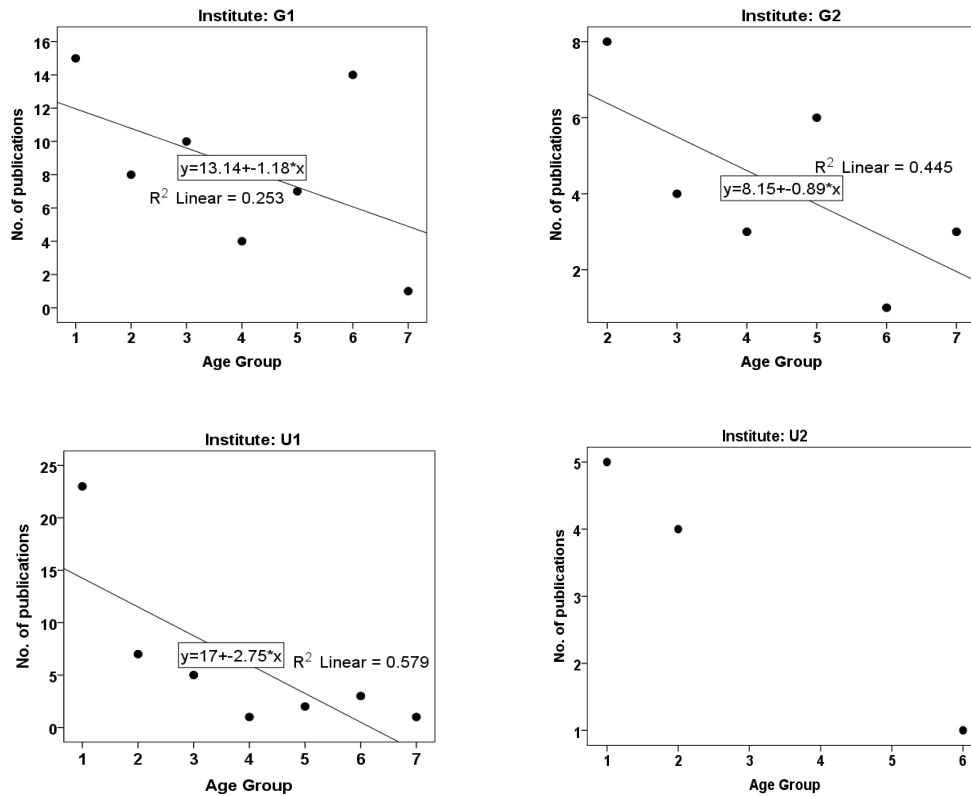 Institute: G1
No. of publications
16
14
12
10
8
6
4
2
0
y=13.14+-1.18*x
R² Linear = 0.253
1 2 3 4 5 6 7
Age Group
Institute: G2
No. of publications
8
6
4
2
R² Linear = 0.445
y=8.15+-0.89*x
2 3 4 5 6 7
Age Group
Institute: U1
No. of publications
25
20
15
10
5
0
y=17+-2.75*x
R² Linear = 0.579
1 2 3 4 5 6 7
Age Group
Institute: U2
No. of publications
5
4
3
2
1
1 2 3 4 5 6
Age Group